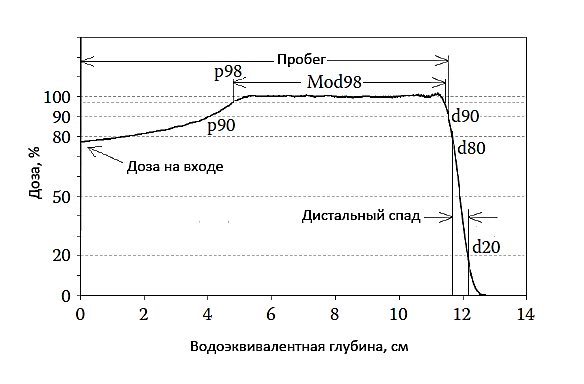 Пробег
p98
Mod98
100
90
80
50
20
0
p90
d90
d80
Доза на входе
Дистальный спад
d20
Доза, %
0 2 4 6 8 10 12 14
Водоэквивалентная глубина, см